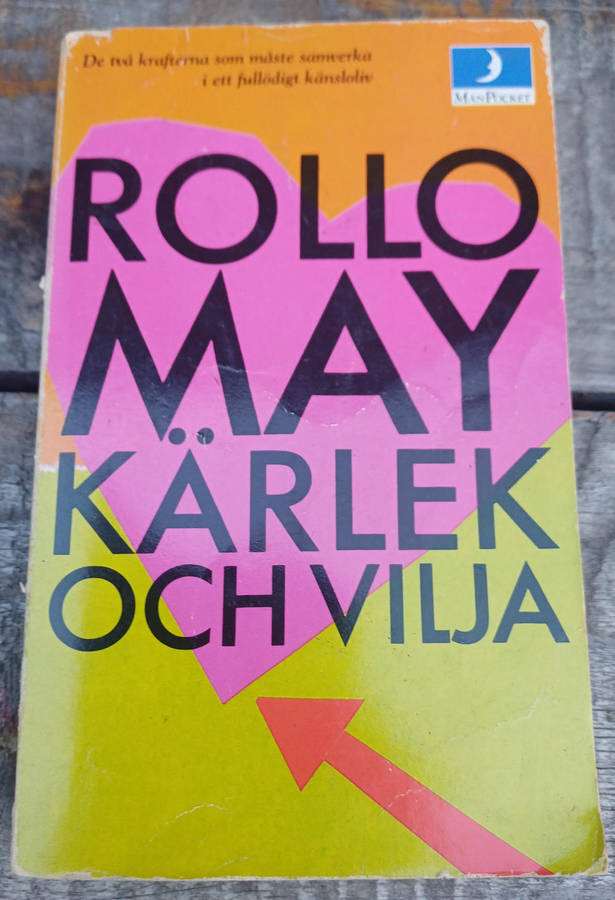 De två krafterna som måste samverka
i ett fullödigt känsloliv
MÅNPOCKET
ROLLO
MAY
KÄRLEK
OCH VILJA